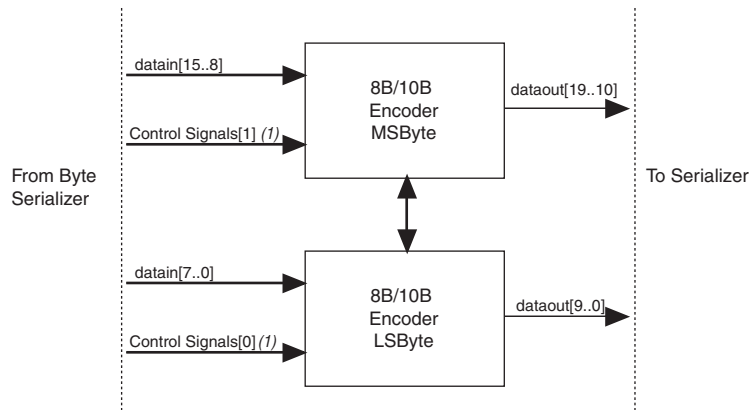 datain[15..8]
8B/10B
Encoder
MSByte
dataout[19..10]
Control Signals[1] (1)
From Byte
Serializer
To Serializer
datain[7..0]
8B/10B
Encoder
LSByte
dataout[9..0]
Control Signals[0] (1)